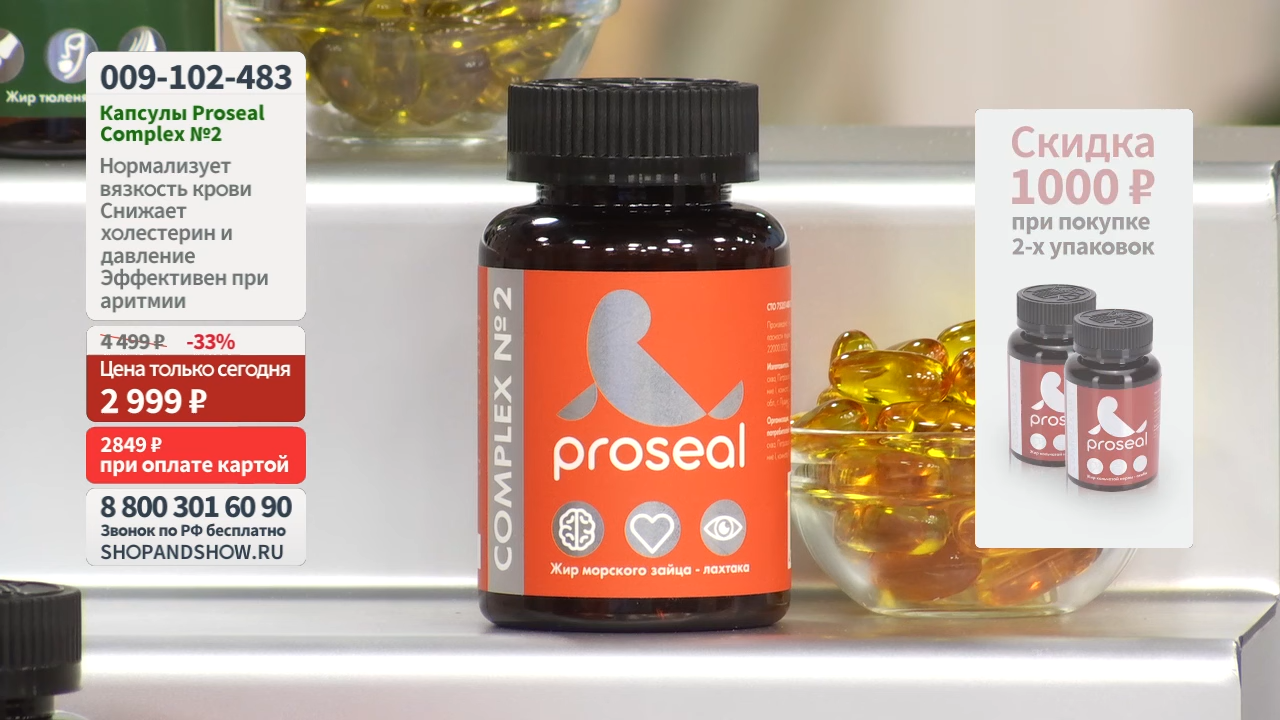 009-102-483
Капсулы Proseal
Complex №2
Нормализует
вязкость крови
Снижает
холестерин и
давление
Эффективен при
аритмии
4 499 ₽ -33%
Цена только сегодня
2 999 ₽
2849 ₽
при оплате картой
8 800 301 60 90
Звонок по РФ бесплатно
SHOPANDSHOW.RU
Жир тюленя
COMPLEX №2
proseal
Жир морского зайца - лахтака
Скидка
1000 ₽
при покупке
2-х упаковок
proseal